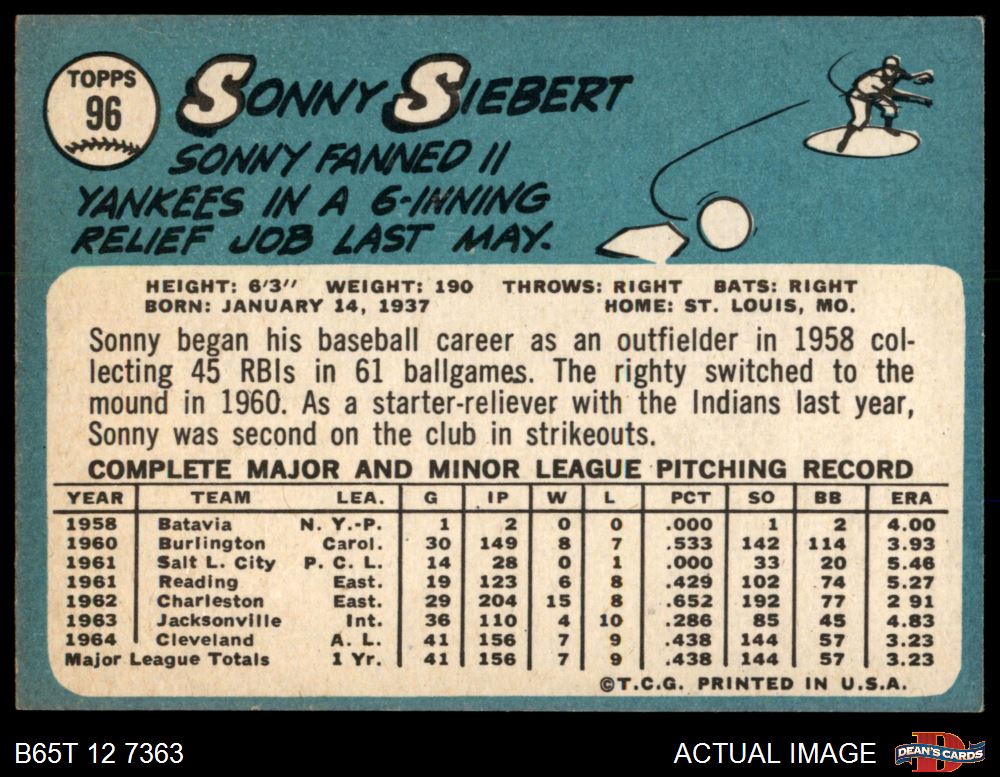 TOPPS
96
SONNY SIEBERT
SONNY FANNED 11
YANKEES IN A 6-INNING
RELIEF JOB LAST MAY.
HEIGHT: 6'3" WEIGHT: 190 THROWS: RIGHT BATS: RIGHT
BORN: JANUARY 14, 1937 HOME: ST. LOUIS, MO.
Sonny began his baseball career as an outfielder in 1958 col-
lecting 45 RBIs in 61 ballgames. The righty switched to the
mound in 1960. As a starter-reliever with the Indians last year,
Sonny was second on the club in strikeouts.
COMPLETE MAJOR AND MINOR LEAGUE PITCHING RECORD
YEAR TEAM LEA. G IP W L PCT SO BB ERA
1958 Batavia N. Y.-P. 1 2 0 0 .000 1 2 4.00
1960 Burlington Carol. 30 149 8 7 .533 142 114 3.93
1961 Salt L. City P. C. L. 14 28 0 1 .000 33 20 5.46
1961 Reading East. 19 123 6 8 .429 102 74 5.27
1962 Charleston East. 29 204 15 8 .652 192 77 2 91
1963 Jacksonville Int. 36 110 4 10 .286 85 45 4.83
1964 Cleveland A. L. 41 156 7 9 .438 144 57 3.23
Major League Totals 1 Yr. 41 156 7 9 .438 144 57 3.23
©T.C.G. PRINTED IN U.S.A.
B65T 12 7363 ACTUAL IMAGE DEAN'S CARDS